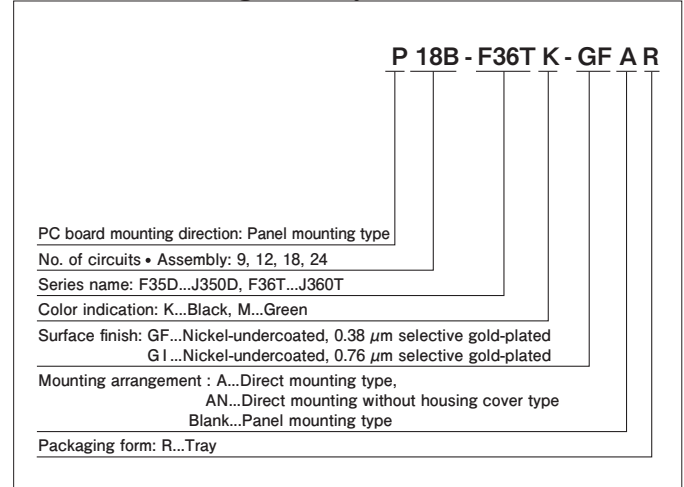 P 18B - F36T K - GF A R
PC board mounting direction: Panel mounting type
No. of circuits • Assembly: 9, 12, 18, 24
Series name: F35D...J350D, F36T...J360T
Color indication: K...Black, M...Green
Surface finish: GF...Nickel-undercoated, 0.38 μm selective gold-plated
GI...Nickel-undercoated, 0.76 μm selective gold-plated
Mounting arrangement : A...Direct mounting type,
AN...Direct mounting without housing cover type
Blank...Panel mounting type
Packaging form: R...Tray